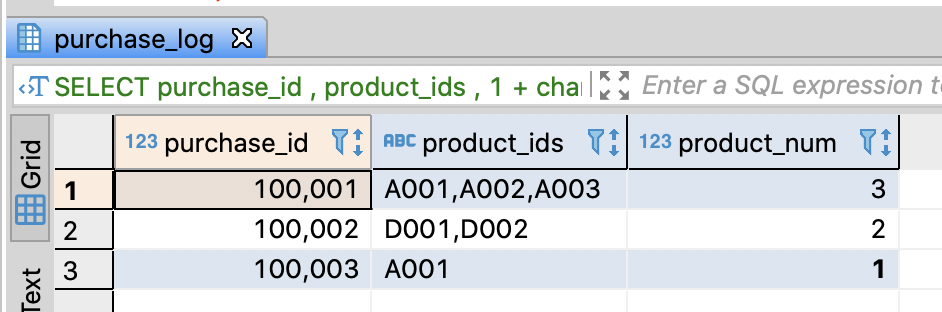 purchase_log
SELECT purchase_id , product_ids , 1 + cha Enter a SQL expression to
Grid
Text
123 purchase_id ABC product_ids 123 product_num
1 100,001 A001,A002,A003 3
2 100,002 D001,D002 2
3 100,003 A001 1